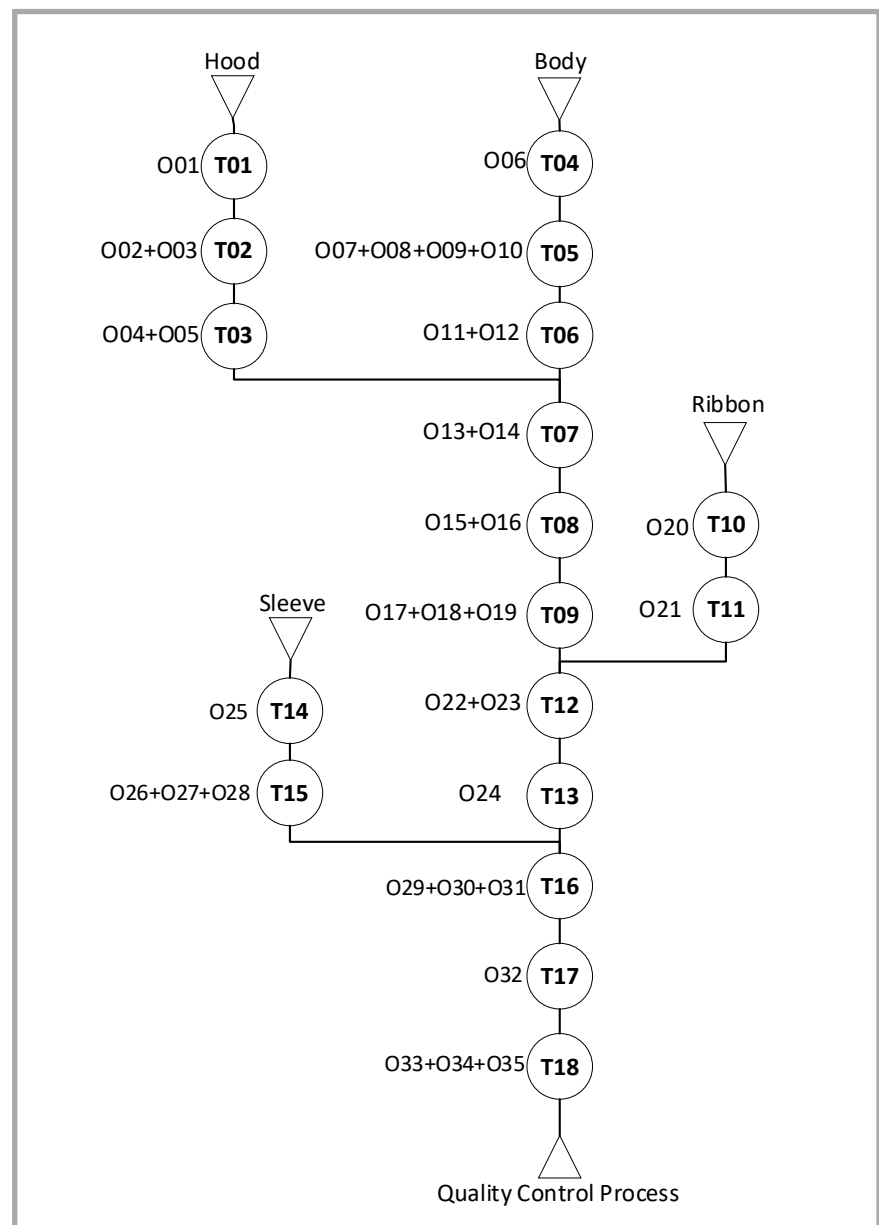 Hood
Body
O01 T01
O06 T04
O02+O03 T02
O07+O08+O09+O10 T05
O04+O05 T03
O11+O12 T06
Ribbon
O13+O14 T07
O15+O16 T08
O20 T10
Sleeve
O17+O18+O19 T09
O21 T11
O25 T14
O22+O23 T12
O26+O27+O28 T15
O24 T13
O29+O30+O31 T16
O32 T17
O33+O34+O35 T18
Quality Control Process